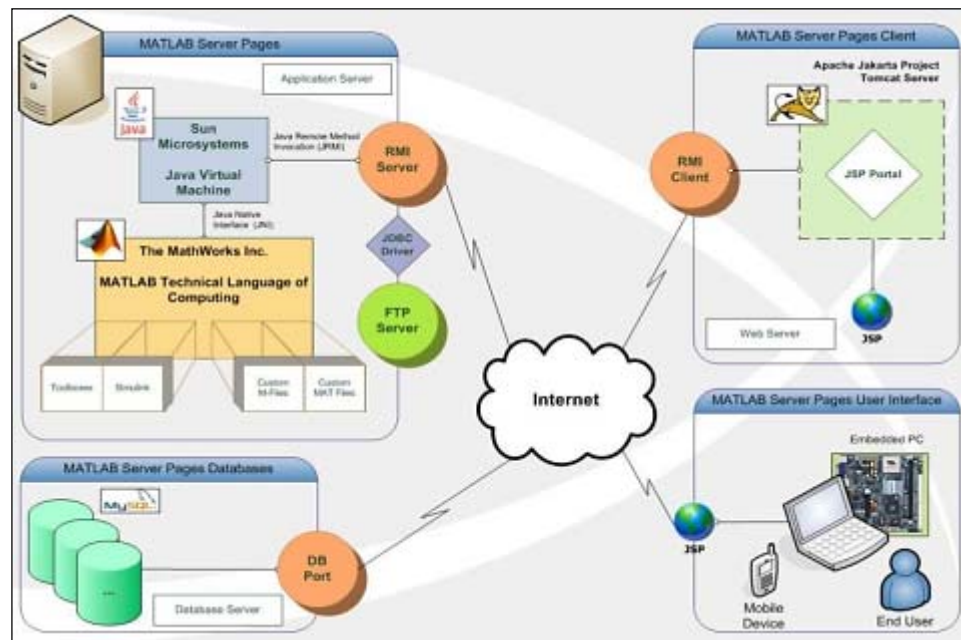 MATLAB Server Pages
Application Server
Java
Sun
Microsystems
Java Virtual
Machine
Java Remote Method
Invocation (JRMI)
RMI
Server
Java Native
Interface (JNI)
JDBC
Driver
The MathWorks Inc.
MATLAB Technical Language of
Computing
FTP
Server
Toolboxes
Simulink
Custom
M-Files
Custom
MAT Files
MATLAB Server Pages Client
Apache Jakarta Project
Tomcat Server
RMI
Client
JSP Portal
Web Server
JSP
Internet
MATLAB Server Pages Databases
MySQL
DB
Port
Database Server
MATLAB Server Pages User Interface
Embedded PC
JSP
Mobile
Device
End User